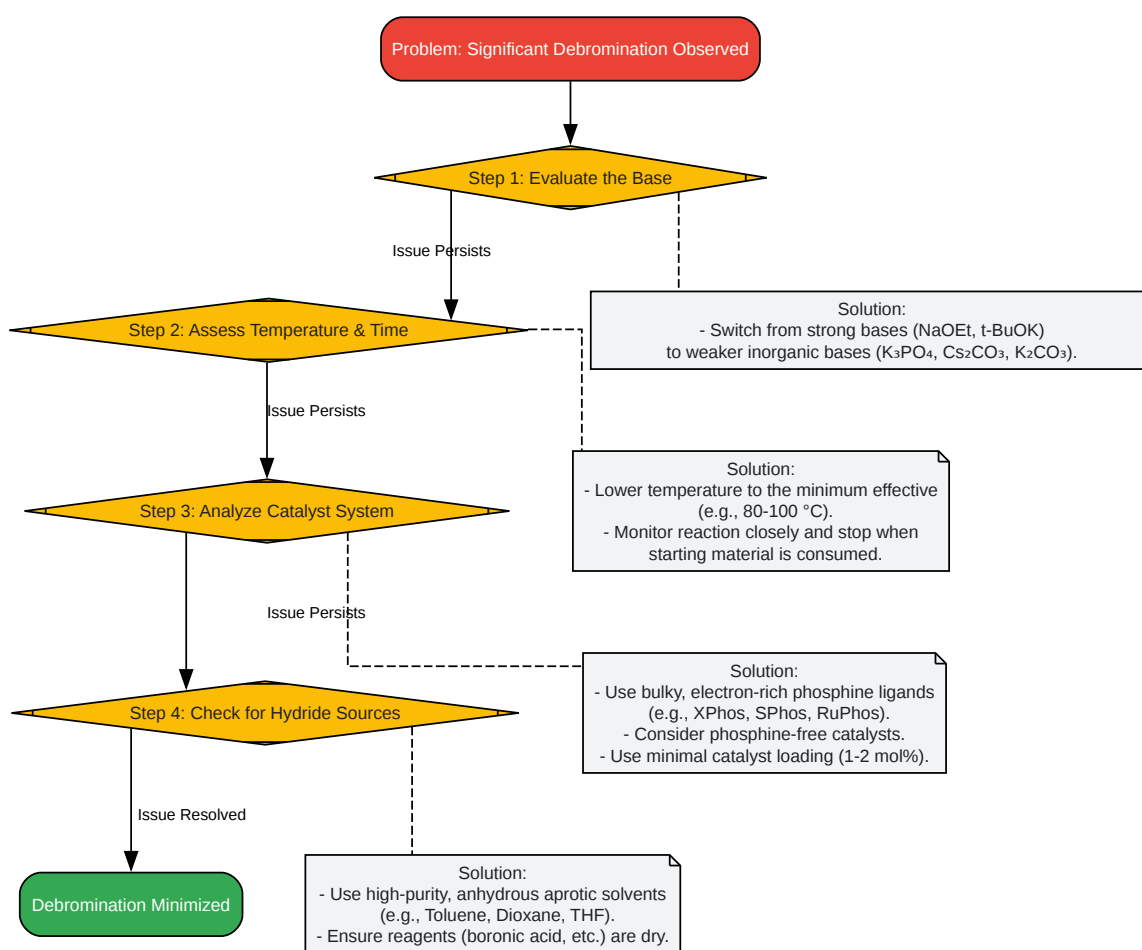 Problem: Significant Debromination Observed
Step 1: Evaluate the Base
Issue Persists
Solution:
- Switch from strong bases (NaOEt, t-BuOK)
to weaker inorganic bases (K₃PO₄, Cs₂CO₃, K₂CO₃).
Step 2: Assess Temperature & Time
Issue Persists
Solution:
- Lower temperature to the minimum effective
(e.g., 80-100 °C).
- Monitor reaction closely and stop when
starting material is consumed.
Step 3: Analyze Catalyst System
Issue Persists
Solution:
- Use bulky, electron-rich phosphine ligands
(e.g., XPhos, SPhos, RuPhos).
- Consider phosphine-free catalysts.
- Use minimal catalyst loading (1-2 mol%).
Step 4: Check for Hydride Sources
Issue Resolved
Solution:
- Use high-purity, anhydrous aprotic solvents
(e.g., Toluene, Dioxane, THF).
- Ensure reagents (boronic acid, etc.) are dry.
Debromination Minimized